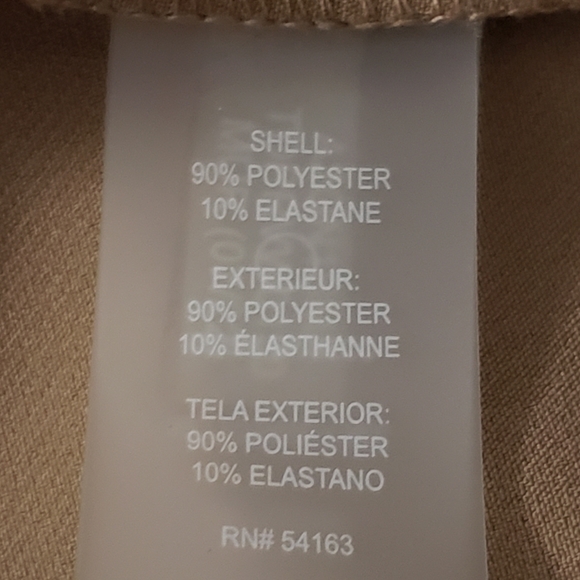 SHELL:
90% POLYESTER
10% ELASTANE
EXTERIEUR:
90% POLYESTER
10% ÉLASTHANNE
TELA EXTERIOR:
90% POLIÉSTER
10% ELASTANO
RN# 54163